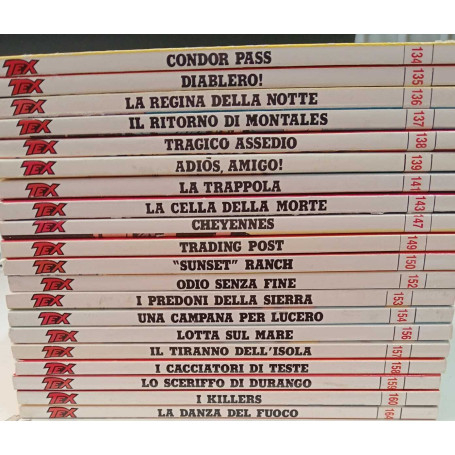 TEX CONDOR PASS 134
TEX DIABLERO! 135
TEX LA REGINA DELLA NOTTE 136
TEX IL RITORNO DI MONTALES 137
TEX TRAGICO ASSEDIO 138
TEX ADIÓS, AMIGO! 139
TEX LA TRAPPOLA 141
TEX LA CELLA DELLA MORTE 143
TEX CHEYENNES 147
TEX TRADING POST 149
TEX "SUNSET" RANCH 150
TEX ODIO SENZA FINE 152
TEX I PREDONI DELLA SIERRA 153
TEX UNA CAMPANA PER LUCERO 154
TEX LOTTA SUL MARE 156
TEX IL TIRANNO DELL'ISOLA 157
TEX I CACCIATORI DI TESTE 158
TEX LO SCERIFFO DI DURANGO 159
TEX I KILLERS 160
TEX LA DANZA DEL FUOCO 164